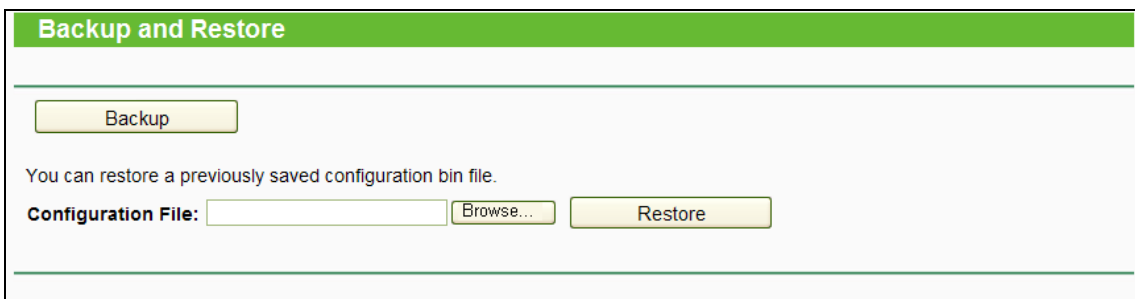 Backup and Restore
Backup
You can restore a previously saved configuration bin file.
Configuration File: Browse... Restore